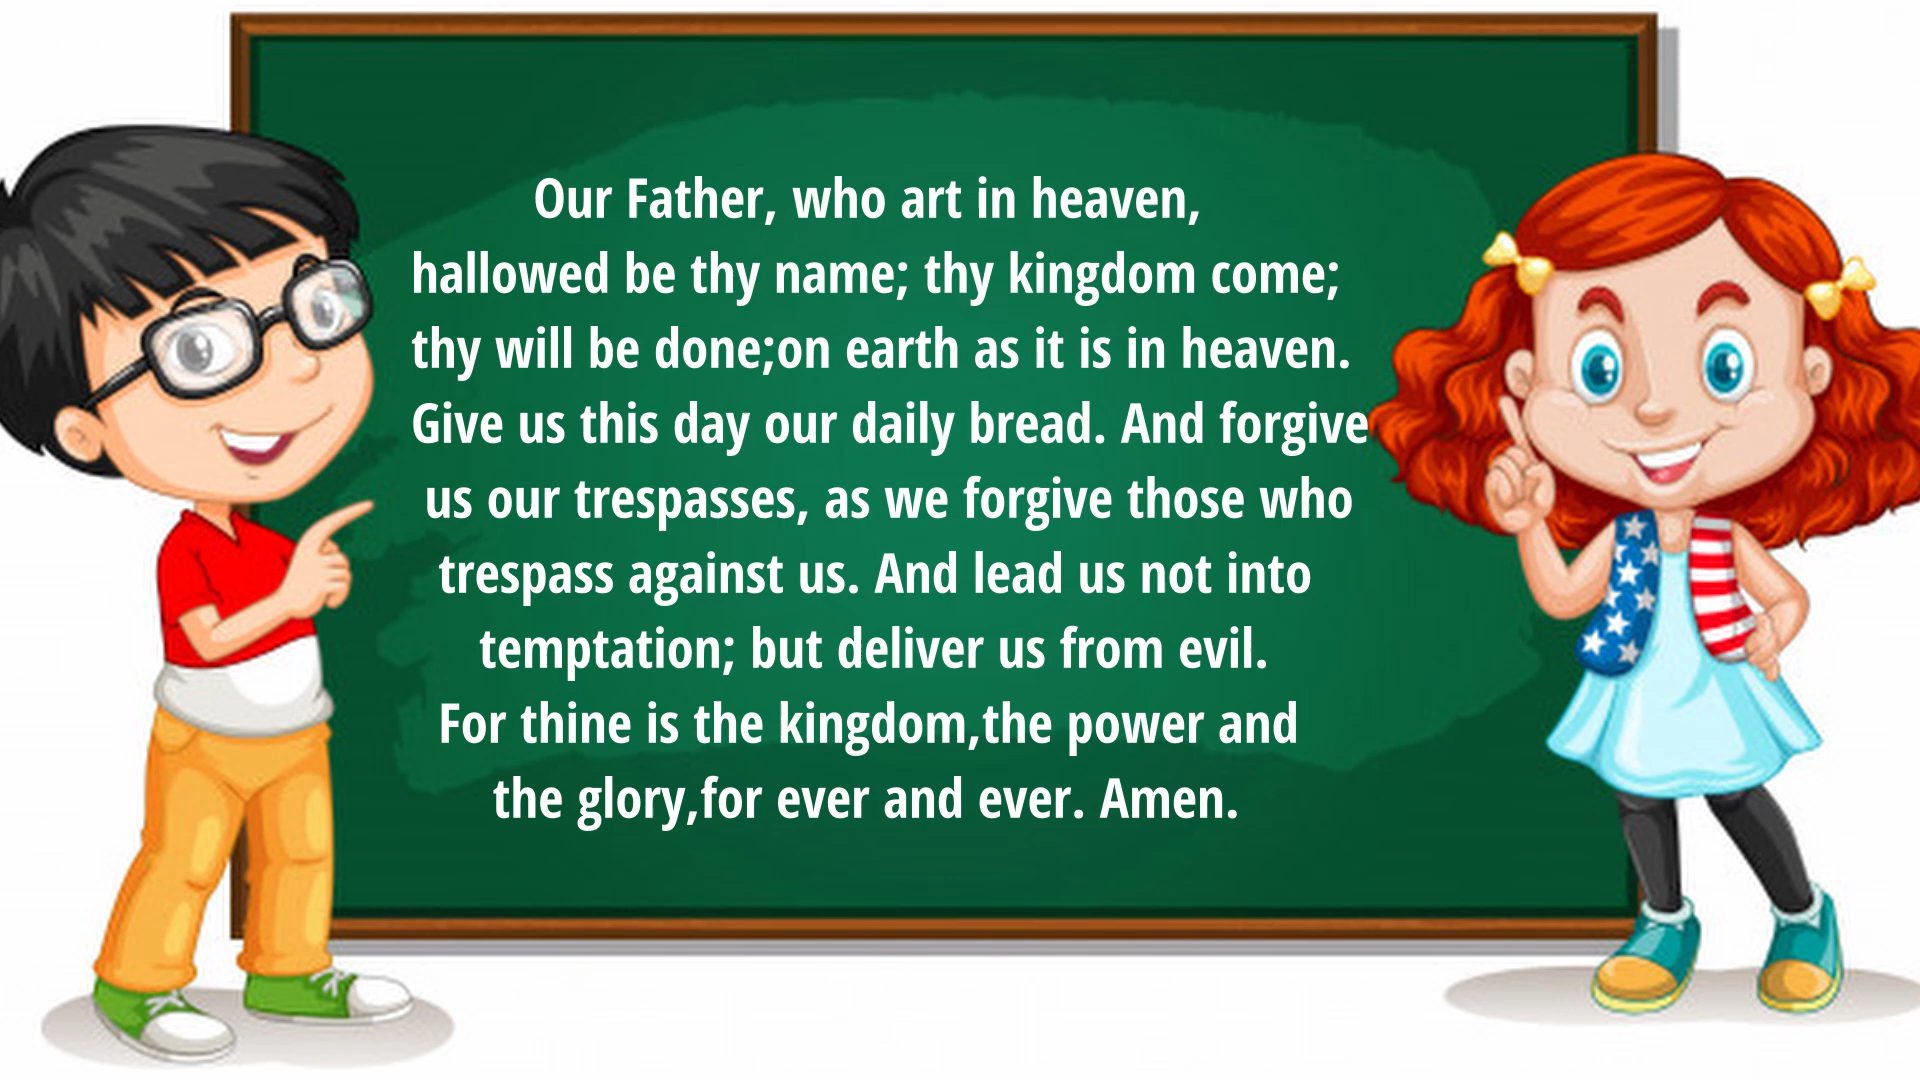 Our Father, who art in heaven,
hallowed be thy name; thy kingdom come;
thy will be done;on earth as it is in heaven.
Give us this day our daily bread. And forgive
us our trespasses, as we forgive those who
trespass against us. And lead us not into
temptation; but deliver us from evil.
For thine is the kingdom,the power and
the glory,for ever and ever. Amen.